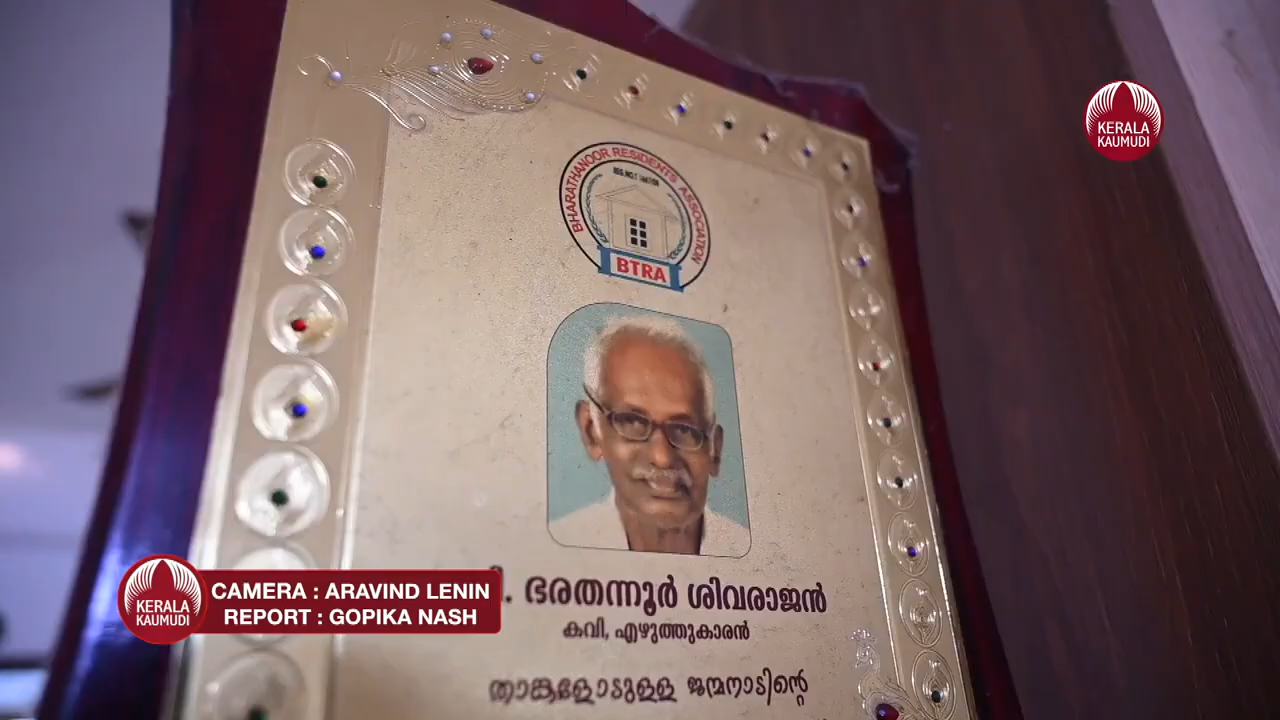 KERALA
KAUMUDI
BHARATHANOOR RESIDENTS ASSOCIATION
BTRA
ഭരതന്നൂർ ശിവരാജൻ
കവി, എഴുത്തുകാരൻ
താങ്കളോടുള്ള ജന്മനാടിന്റെ
KERALA
KAUMUDI
CAMERA : ARAVIND LENIN
REPORT : GOPIKA NASH